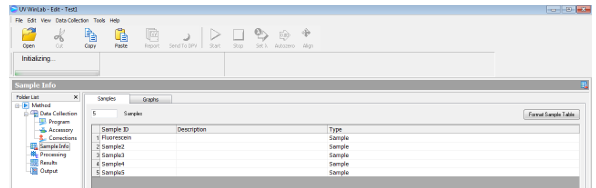 UV WinLab - Edit - Test1
File Edit View Data Collection Tools Help
Open Cut Copy Paste Report Send To DPV Start Stop Set 0 Autozero Align
Initializing...
Sample Info
Folder List X
Method
Data Collection
Program
Accessory
Corrections
Sample Info
Processing
Results
Output
Samples Graphs
5 Samples Format Sample Table
Sample ID Description Type
1 Fluorescein Sample
2 Sample2 Sample
3 Sample3 Sample
4 Sample4 Sample
5 Sample5 Sample